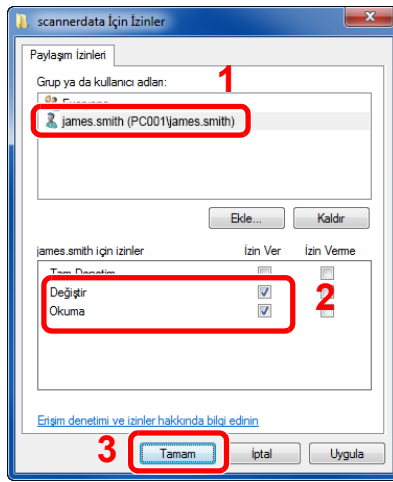 scannerdata İçin İzinler
Paylaşım İzinleri
Grup ya da kullanıcı adları:
1
james.smith (PC001\james.smith)
Ekle... Kaldır
james.smith için izinler İzin Ver İzin Verme
Tam Denetim
Değiştir
Okuma
2
Erişim denetimi ve izinler hakkında bilgi edinin
3 Tamam İptal Uygula